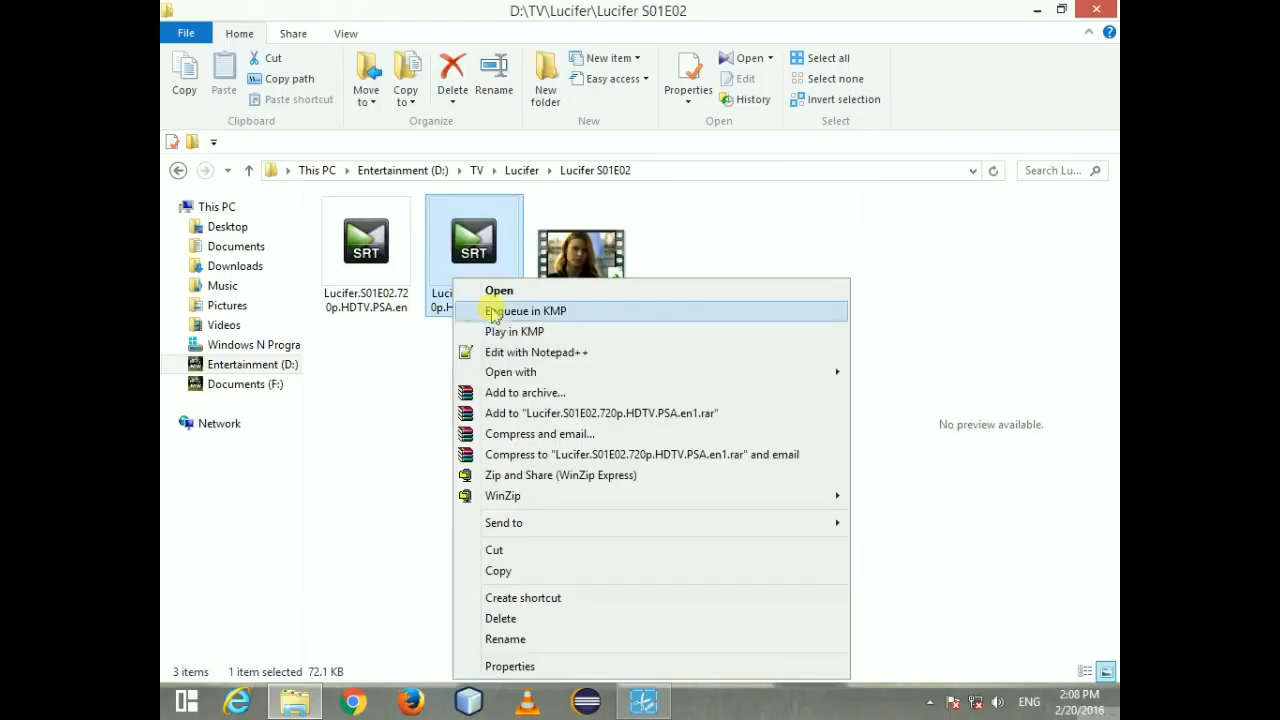 D:\TV\Lucifer\Lucifer S01E02
File
Home
Share
View
Copy
Paste
Cut
Copy path
Paste shortcut
Clipboard
Move to
Copy to
Delete
Rename
Organize
New folder
New item
Easy access
New
Properties
Open
Edit
History
Open
Select all
Select none
Invert selection
Select
This PC
Entertainment (D:)
TV
Lucifer
Lucifer S01E02
Search Lu...
This PC
Desktop
Documents
Downloads
Music
Pictures
Videos
Windows N Progra
Entertainment (D:)
Documents (F:)
Network
SRT
Lucifer.S01E02.72
0p.HDTV.PSA.en
SRT
Open
Play in KMP
Edit with Notepad++
Open with
Add to archive...
Add to "Lucifer.S01E02.720p.HDTV.PSA.en1.rar"
Compress and email...
Compress to "Lucifer.S01E02.720p.HDTV.PSA.en1.rar" and email
Zip and Share (WinZip Express)
WinZip
Send to
Cut
Copy
Create shortcut
Delete
Rename
Properties
No preview available.
3 items
1 item selected 72.1 KB
ENG
2:08 PM
2/20/2016